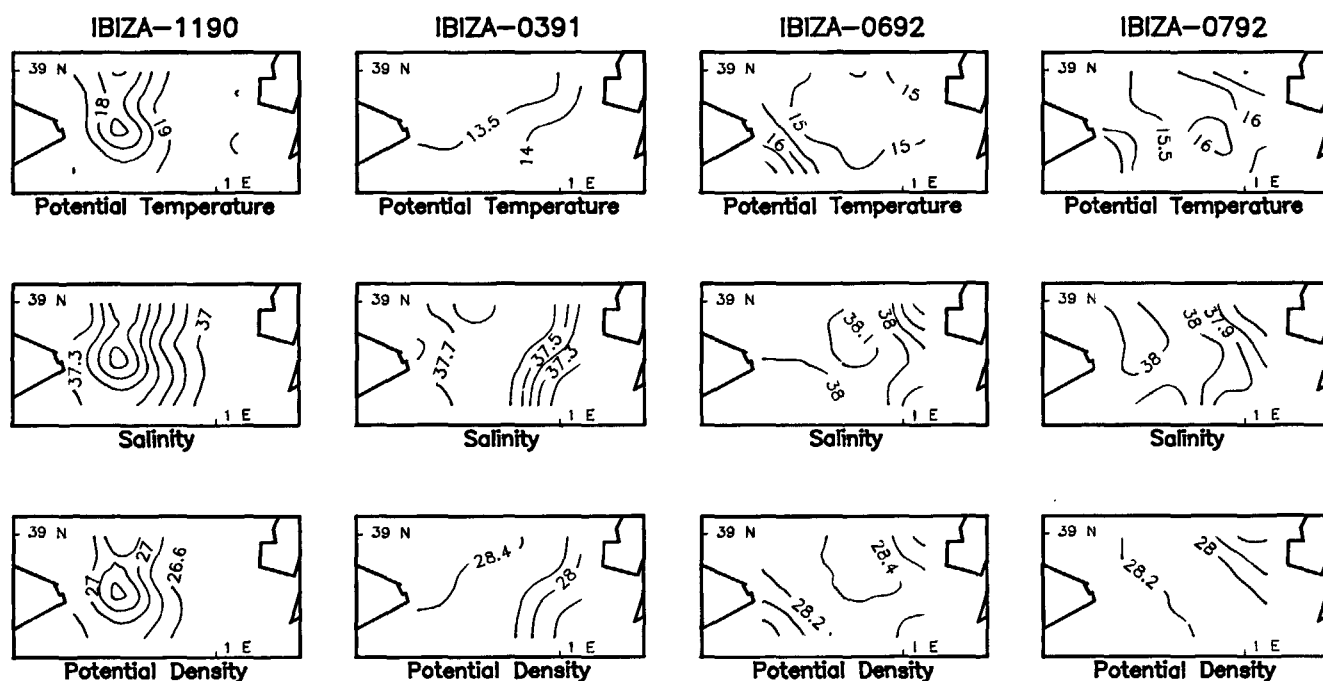 IBIZA-1190 IBIZA-0391 IBIZA-0692 IBIZA-0792
39 N 18 19 1 E
39 N 13.5 14 1 E
39 N 15 15 16 15 1 E
39 N 15.5 16 16 1 E
Potential Temperature Potential Temperature Potential Temperature Potential Temperature
39 N 37 37.3 1 E
39 N 37.7 37.5 37.3 1 E
39 N 38.1 38 38 1 E
39 N 38 38 37.9 1 E
Salinity Salinity Salinity Salinity
39 N 27 27 26.6 1 E
39 N 28.4 28 1 E
39 N 28.4 28.2 1 E
39 N 28.2 28 1 E
Potential Density Potential Density Potential Density Potential Density